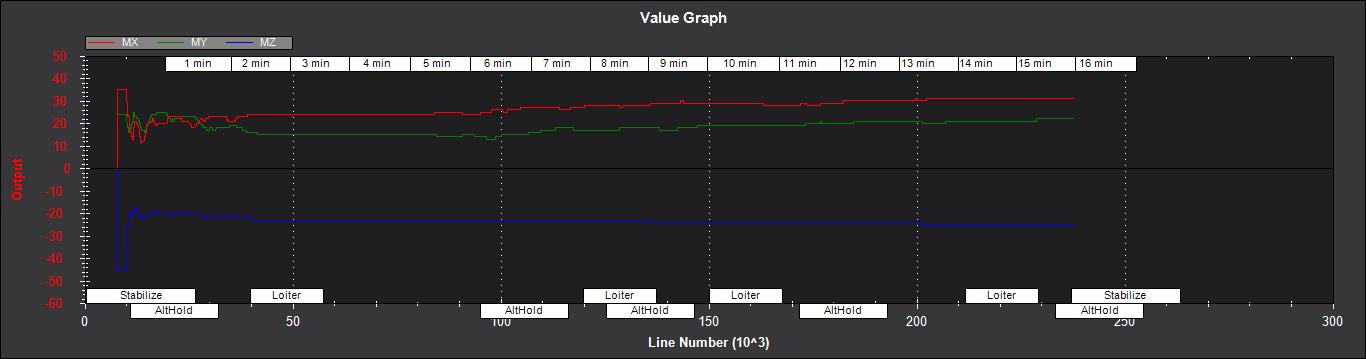 Value Graph
MX MY MZ
1 min 2 min 3 min 4 min 5 min 6 min 7 min 8 min 9 min 10 min 11 min 12 min 13 min 14 min 15 min 16 min
50
40
30
20
10
0
-10
-20
-30
-40
-50
-60
Output
Stabilize Loiter Loiter Loiter Loiter Stabilize
AltHold AltHold AltHold AltHold AltHold
0 50 100 150 200 250 300
Line Number (10^3)